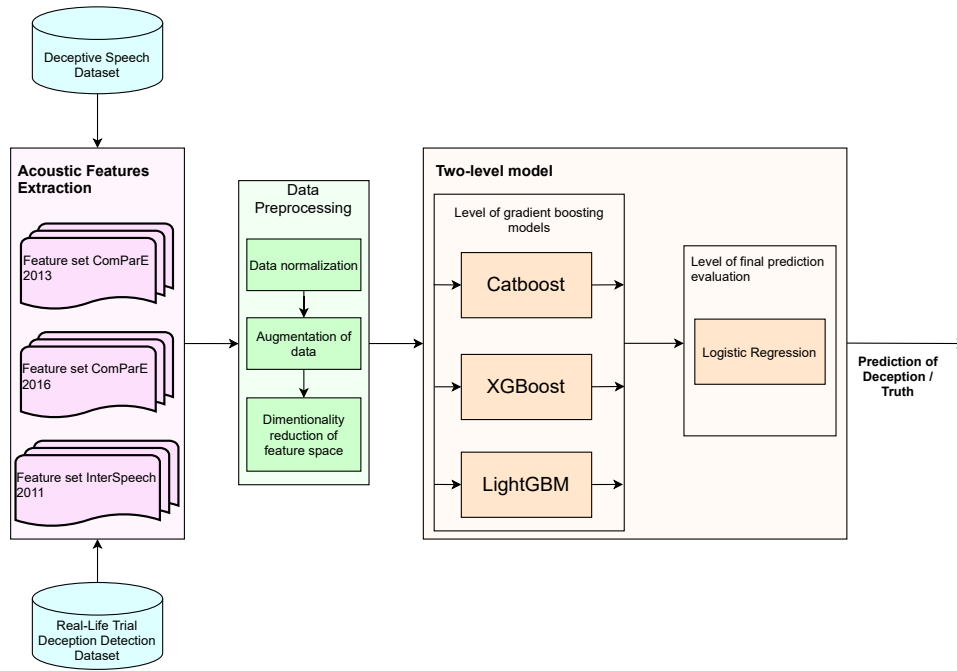 Deceptive Speech
Dataset
Acoustic Features
Extraction
Feature set ComParE
2013
Feature set ComParE
2016
Feature set InterSpeech
2011
Real-Life Trial
Deception Detection
Dataset
Data
Preprocessing
Data normalization
Augmentation of
data
Dimentionality
reduction of
feature space
Two-level model
Level of gradient boosting
models
Catboost
XGBoost
LightGBM
Level of final prediction
evaluation
Logistic Regression
Prediction of
Deception /
Truth